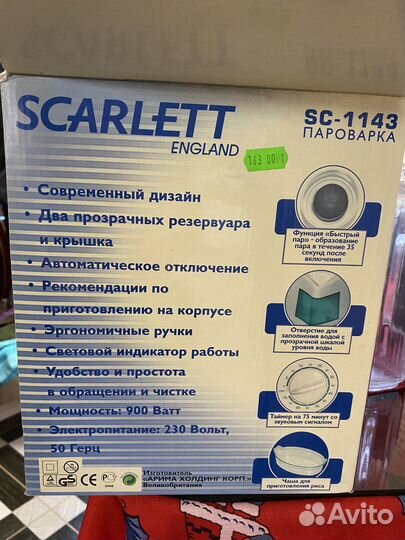 SCARLETT
ENGLAND
SC-1143
ПАРОВАРКА
163 00.1
• Современный дизайн
• Два прозрачных резервуара
и крышка
• Автоматическое отключение
• Рекомендации по
приготовлению на корпусе
• Эргономичные ручки
• Световой индикатор работы
• Удобство и простота
в обращении и чистке
• Мощность: 900 Ватт
• Электропитание: 230 Вольт,
50 Герц
Функция «Быстрый
пар» - образование
пара в течение 35
секунд после
включения
Отверстие для
заполнения водой с
прозрачной шкалой
уровня воды
Таймер на 75 минут со
звуковым сигналом
Чаша для
приготовления риса
Изготовитель
«АРИМА ХОЛДИНГ КОРП.»
Великобритания
Avito